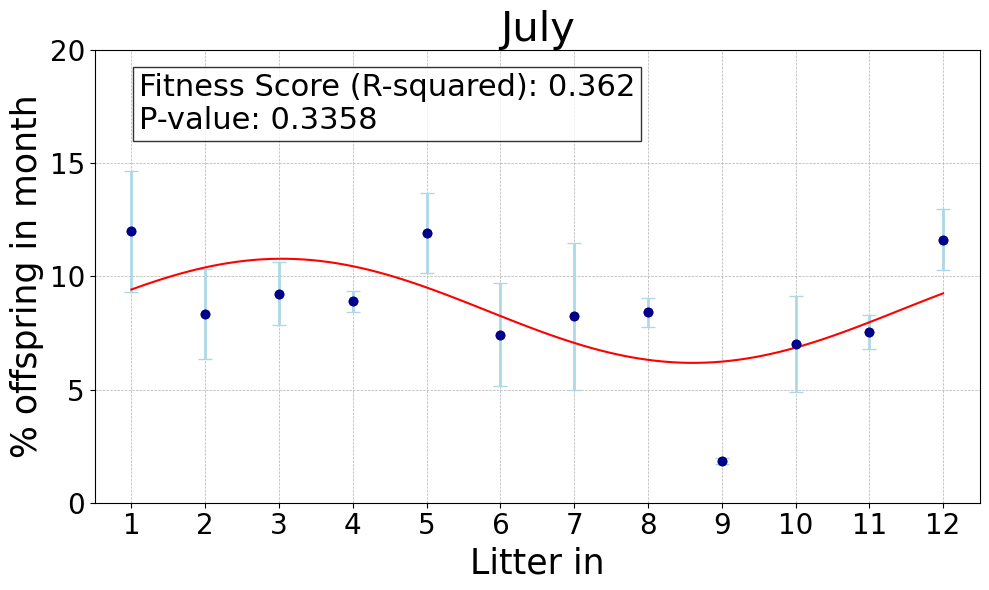 July
Fitness Score (R-squared): 0.362
P-value: 0.3358
% offspring in month
20
15
10
5
0
1 2 3 4 5 6 7 8 9 10 11 12
Litter in